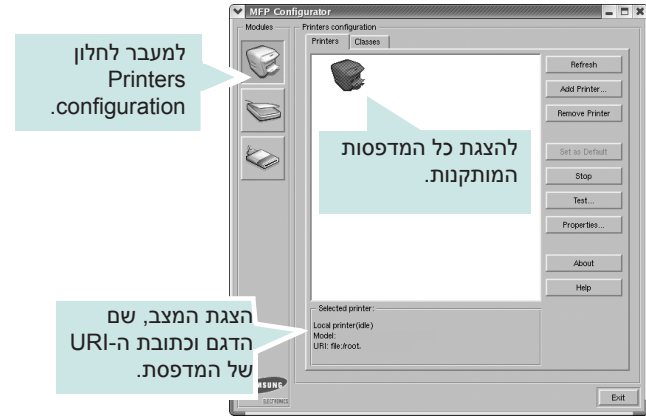 MFP Configurator
Modules
Printers configuration
Printers
Classes
למעבר לחלון
Printers
configuration.
להצגת כל המדפסות
המותקנות.
Refresh
Add Printer...
Remove Printer
Set as Default
Stop
Test...
Properties...
About
Help
הצגת המצב, שם
הדגם וכתובת ה-URI
של המדפסת.
Selected printer:
Local printer(idle)
Model:
URI: file:/root.
ELECTRONICS
Exit